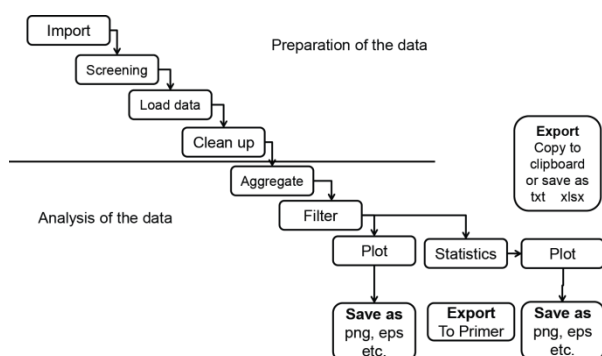 Import
Preparation of the data
Screening
Load data
Clean up
Export
Copy to
clipboard
or save as
txt xlsx
Aggregate
Analysis of the data
Filter
Plot
Statistics
Plot
Save as
png, eps
etc.
Export
To Primer
Save as
png, eps
etc.